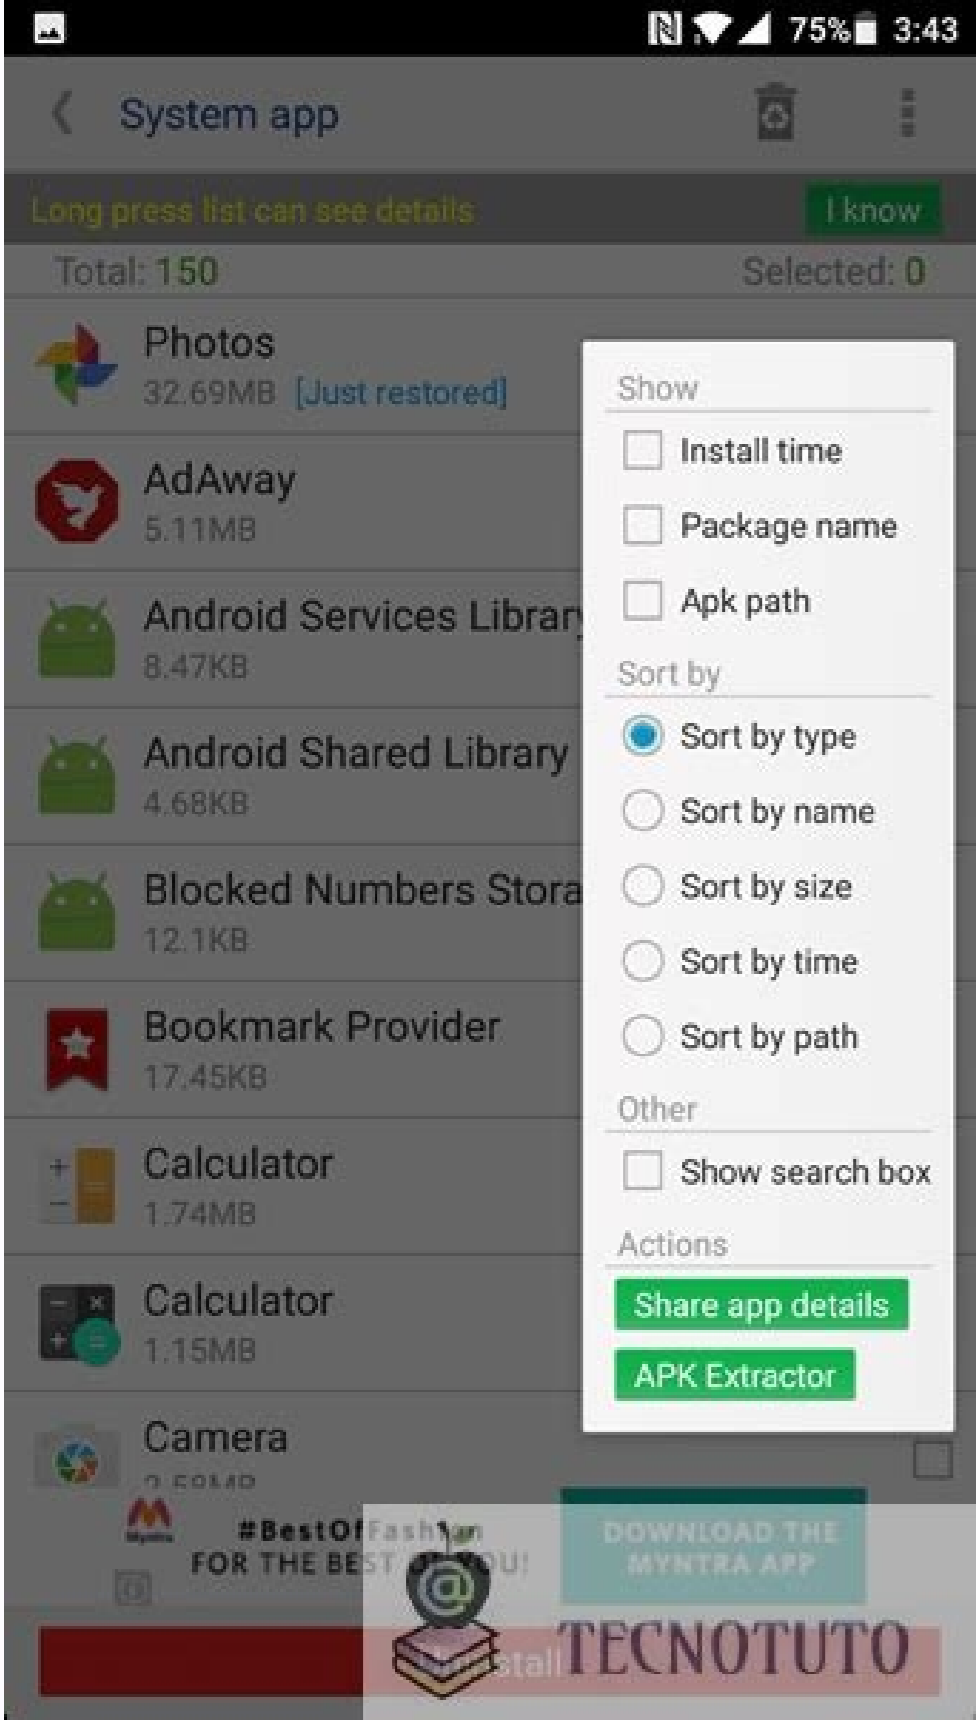 75% 3:43
System app
Long press list can see details I know
Total: 150 Selected: 0
Photos
32.69MB [Just restored]
AdAway
5.11MB
Android Services Library
8.47KB
Android Shared Library
4.68KB
Blocked Numbers Stora
12.1KB
Bookmark Provider
17.45KB
Calculator
1.74MB
Calculator
1.15MB
Camera
Show
Install time
Package name
Apk path
Sort by
Sort by type
Sort by name
Sort by size
Sort by time
Sort by path
Other
Show search box
Actions
Share app details
APK Extractor
Myntra
#BestOfFashion
FOR THE BEST OF YOU!
DOWNLOAD THE
MYNTRA APP
TECNOTUTO